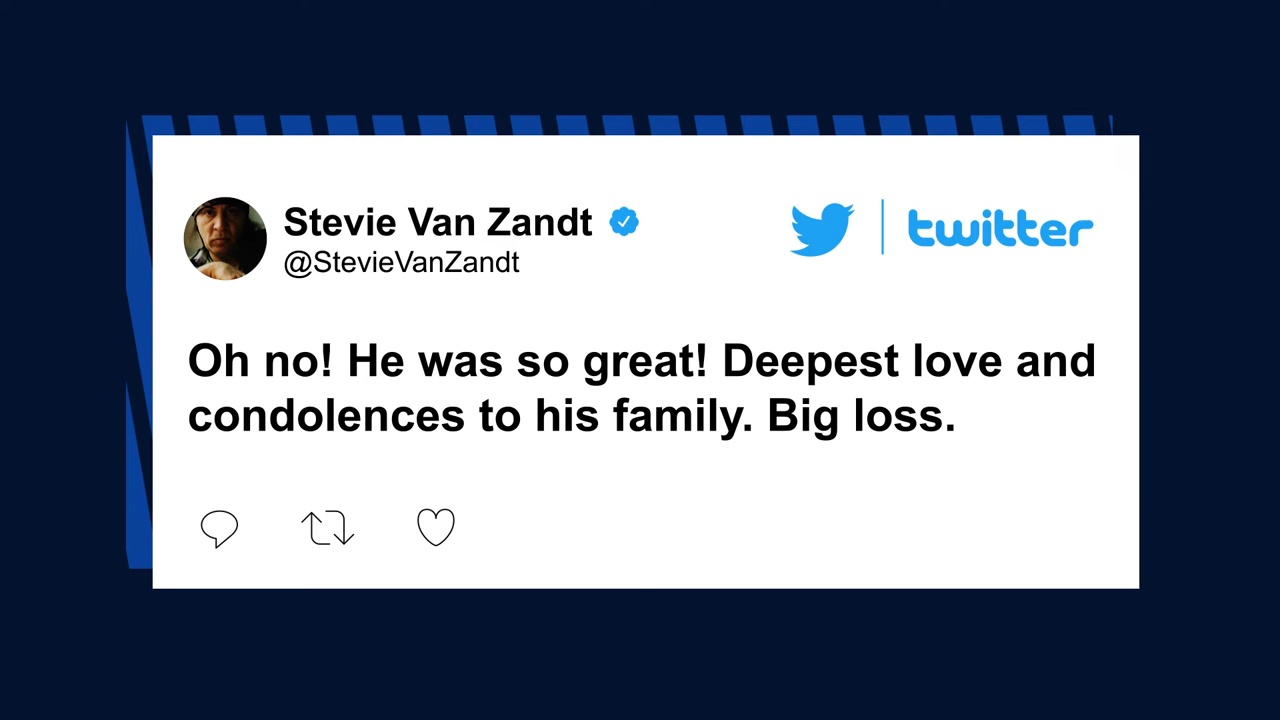 Stevie Van Zandt
@StevieVanZandt
twitter
Oh no! He was so great! Deepest love and
condolences to his family. Big loss.